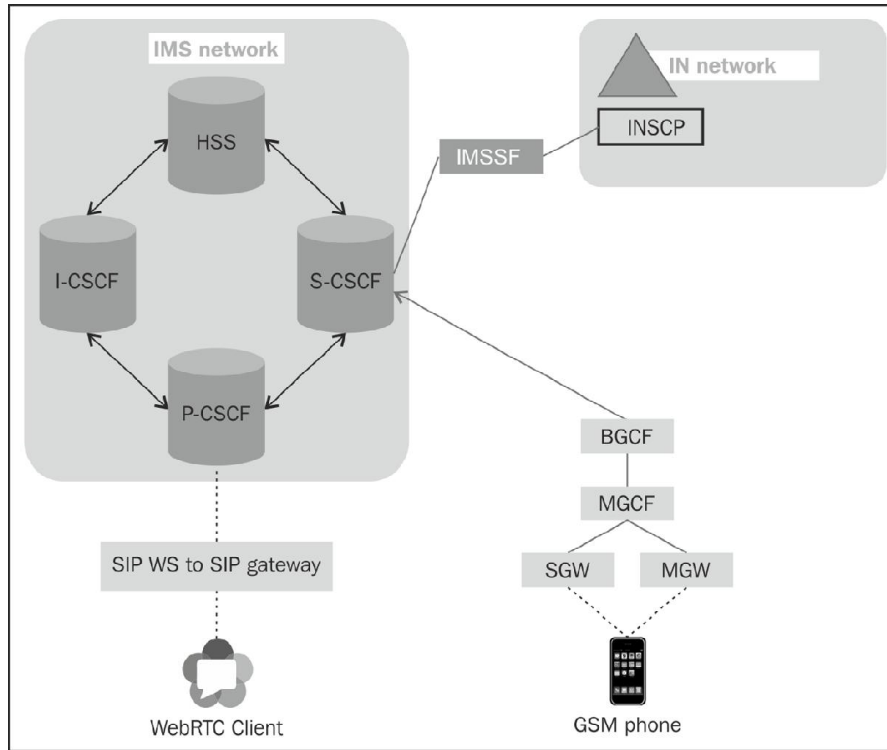 IMS network
IN network
HSS
INSCP
IMSSF
I-CSCF
S-CSCF
P-CSCF
BGCF
MGCF
SIP WS to SIP gateway
SGW
MGW
WebRTC Client
GSM phone